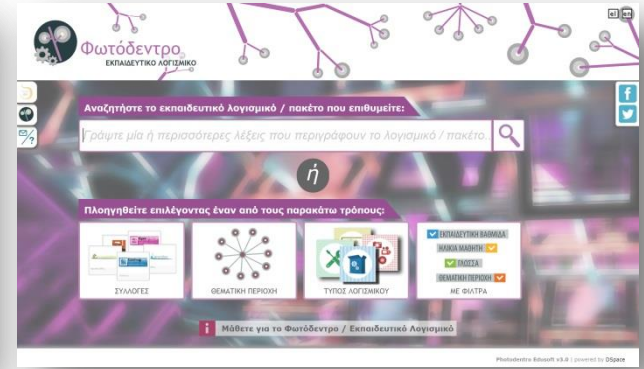 el en
Φωτόδεντρο
ΕΚΠΑΙΔΕΥΤΙΚΟ ΛΟΓΙΣΜΙΚΟ
Αναζητήστε το εκπαιδευτικό λογισμικό / πακέτο που επιθυμείτε:
Γράψτε μία ή περισσότερες λέξεις που περιγράφουν το λογισμικό / πακέτο..
ή
Πλοηγηθείτε επιλέγοντας έναν από τους παρακάτω τρόπους:
ΕΚΠΑΙΔΕΥΤΙΚΗ ΒΑΘΜΙΔΑ
ΗΛΙΚΙΑ ΜΑΘΗΤΗ
ΓΛΩΣΣΑ
ΘΕΜΑΤΙΚΗ ΠΕΡΙΟΧΗ
ΣΥΛΛΟΓΕΣ
ΘΕΜΑΤΙΚΗ ΠΕΡΙΟΧΗ
ΤΥΠΟΣ ΛΟΓΙΣΜΙΚΟΥ
ΜΕ ΦΙΛΤΡΑ
i Μάθετε για το Φωτόδεντρο / Εκπαιδευτικό Λογισμικό
Photodentro Edusoft v3.0 | powered by DSpace